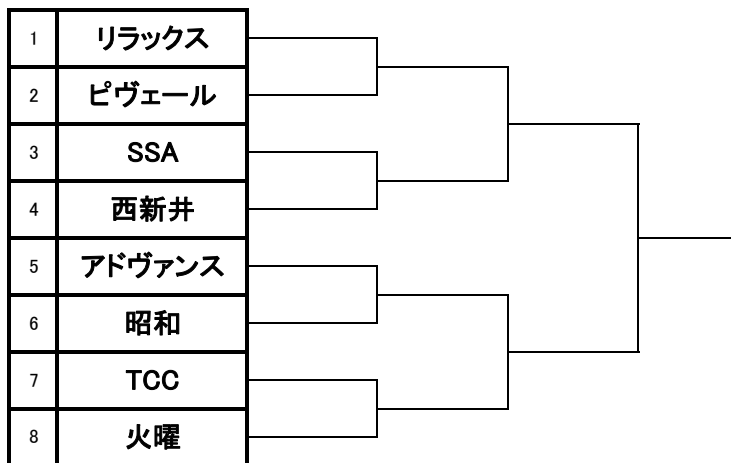 1 リラックス
2 ピヴェール
3 SSA
4 西新井
5 アドヴァンス
6 昭和
7 TCC
8 火曜